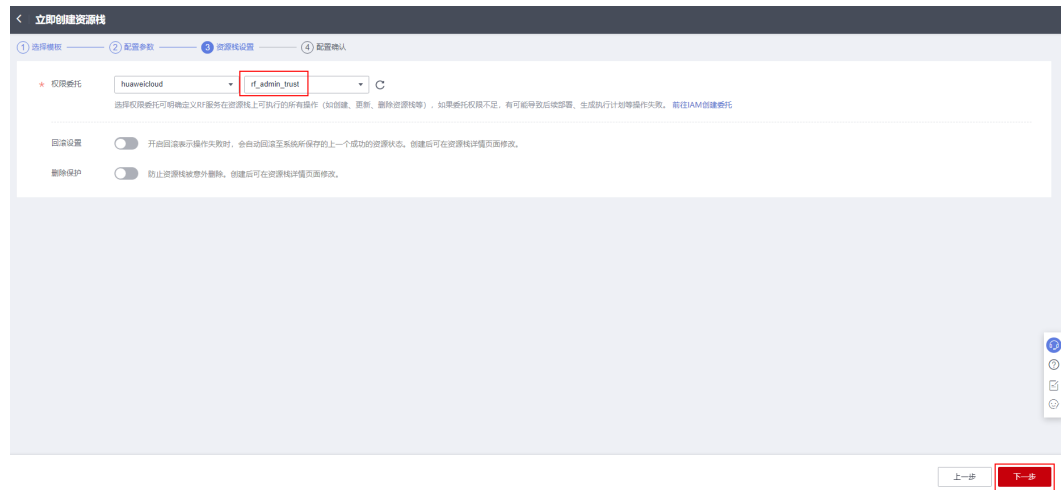 立即创建资源栈
1 选择模板 2 配置参数 3 资源栈设置 4 配置确认
* 权限委托 huaweicloud rf_admin_trust
选择权限委托可明确定义RF服务在资源栈上可执行的所有操作（如创建、更新、删除资源栈等），如果委托权限不足，有可能导致后续部署、生成执行计划等操作失败。 前往IAM创建委托
回滚设置 开启回滚表示操作失败时，会自动回滚至系统所保存的上一个成功的资源状态。创建后可在资源栈详情页面修改。
删除保护 防止资源栈被意外删除。创建后可在资源栈详情页面修改。
上一步 下一步